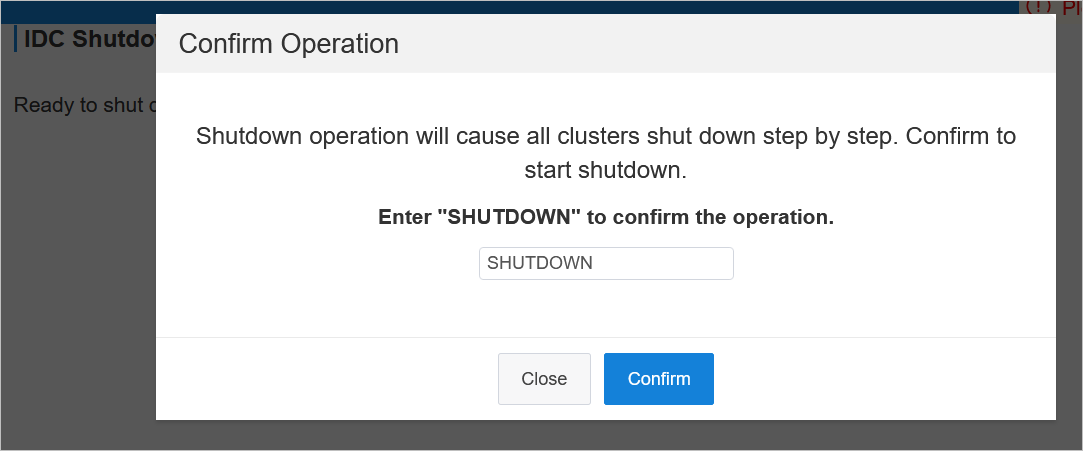 (!) Pl
IDC Shutdo
Confirm Operation
Ready to shut
Shutdown operation will cause all clusters shut down step by step. Confirm to
start shutdown.
Enter "SHUTDOWN" to confirm the operation.
SHUTDOWN
Close
Confirm